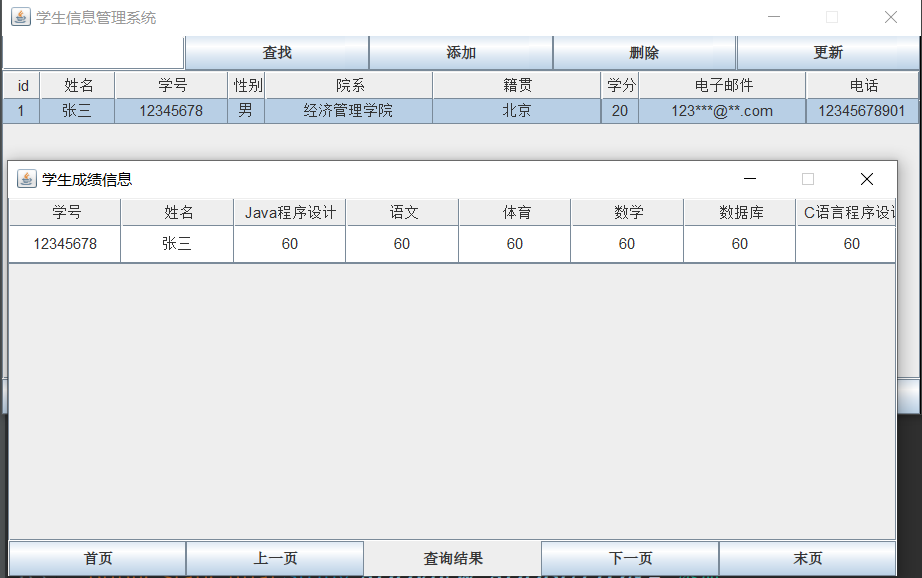 学生信息管理系统
查找 添加 删除 更新
id 姓名 学号 性别 院系 籍贯 学分 电子邮件 电话
1 张三 12345678 男 经济管理学院 北京 20 123***@**.com 12345678901
学生成绩信息
学号 姓名 Java程序设计 语文 体育 数学 数据库 C语言程序设
12345678 张三 60 60 60 60 60 60
首页 上一页 查询结果 下一页 末页